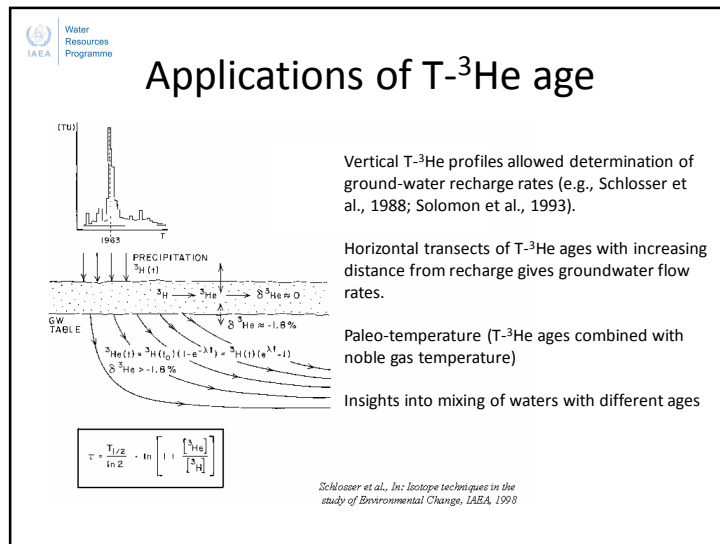 Water
Resources
Programme
IAEA
Applications of T-³He age
(TU)
1963
T
PRECIPITATION
³H(t)
³H → ³He → δ³He ≈ 0
GW
TABLE
δ³He ≈ -1.8%
³He(t) = ³H(t₀)(1-e^-λt) = ³H(t)(e^λt-1)
δ³He > -1.8%
τ = T1/2 / ln 2 · ln [1 + [³He] / [³H]]
Vertical T-³He profiles allowed determination of
ground-water recharge rates (e.g., Schlosser et
al., 1988; Solomon et al., 1993).
Horizontal transects of T-³He ages with increasing
distance from recharge gives groundwater flow
rates.
Paleo-temperature (T-³He ages combined with
noble gas temperature)
Insights into mixing of waters with different ages
Schlosser et al., In: Isotope techniques in the
study of Environmental Change, IAEA, 1998